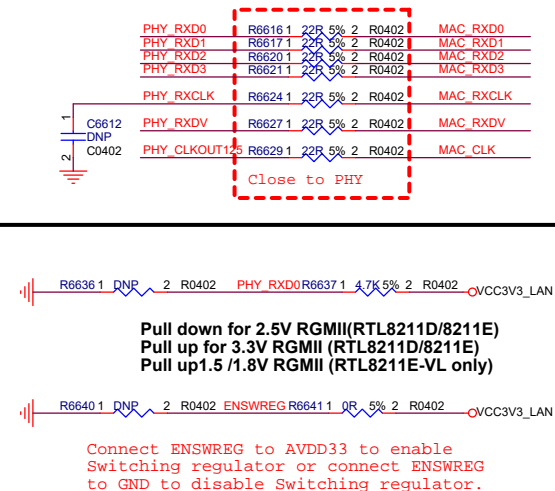 PHY_RXD0 R6616 1 22R 5% 2 R0402 MAC_RXD0
PHY_RXD1 R6617 1 22R 5% 2 R0402 MAC_RXD1
PHY_RXD2 R6620 1 22R 5% 2 R0402 MAC_RXD2
PHY_RXD3 R6621 1 22R 5% 2 R0402 MAC_RXD3
PHY_RXCLK R6624 1 22R 5% 2 R0402 MAC_RXCLK
1 C6612 PHY_RXDV R6627 1 22R 5% 2 R0402 MAC_RXDV
DNP
2 C0402 PHY_CLKOUT125 R6629 1 22R 5% 2 R0402 MAC_CLK
Close to PHY
R6636 1 DNP 2 R0402 PHY_RXD0 R6637 1 4.7K 5% 2 R0402 VCC3V3_LAN
Pull down for 2.5V RGMII(RTL8211D/8211E)
Pull up for 3.3V RGMII (RTL8211D/8211E)
Pull up1.5 /1.8V RGMII (RTL8211E-VL only)
R6640 1 DNP 2 R0402 ENSWREG R6641 1 0R 5% 2 R0402 VCC3V3_LAN
Connect ENSWREG to AVDD33 to enable
Switching regulator or connect ENSWREG
to GND to disable Switching regulator.